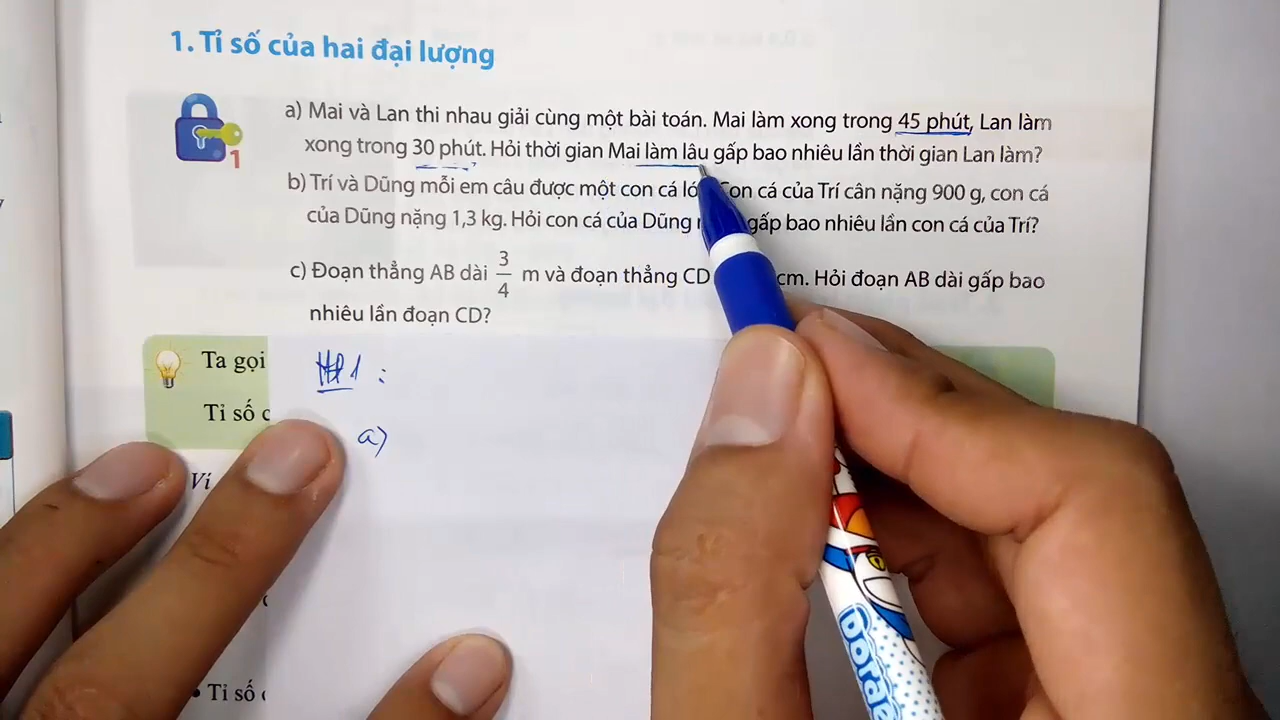 1. Tỉ số của hai đại lượng
a) Mai và Lan thi nhau giải cùng một bài toán. Mai làm xong trong 45 phút, Lan làm
xong trong 30 phút. Hỏi thời gian Mai làm lâu gấp bao nhiêu lần thời gian Lan làm?
1
b) Trí và Dũng mỗi em câu được một con cá con cá của Trí cân nặng 900 g, con cá
của Dũng nặng 1,3 kg. Hỏi con cá của Dũng gấp bao nhiêu lần con cá của Trí?
c) Đoạn thẳng AB dài 3/4 m và đoạn thẳng CD cm. Hỏi đoạn AB dài gấp bao
nhiêu lần đoạn CD?
Ta gọi
1 :
Tỉ số
a)
Ví
Tỉ số